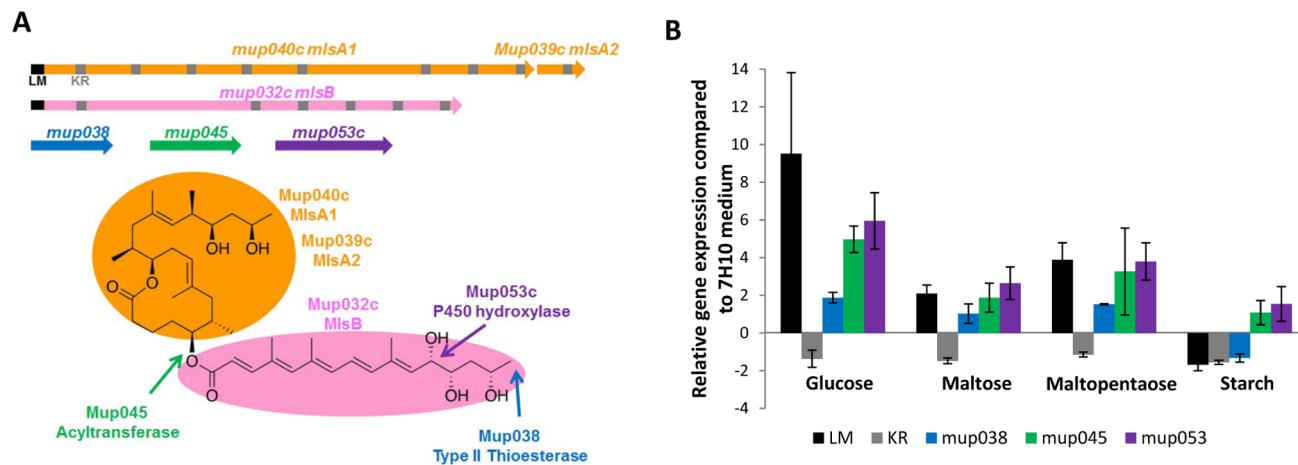 A
mup040c mlsA1
Mup039c mlsA2
LM
KR
mup032c mlsB
mup038
mup045
mup053c
Mup040c
MlsA1
Mup039c
MlsA2
OH
OH
O
O
Mup032c
MlsB
Mup053c
P450 hydroxylase
OH
O
O
OH
OH
Mup045
Acyltransferase
Mup038
Type II Thioesterase
B
Relative gene expression compared
to 7H10 medium
14
12
10
8
6
4
2
0
-2
-4
Glucose
Maltose
Maltopentaose
Starch
LM
KR
mup038
mup045
mup053